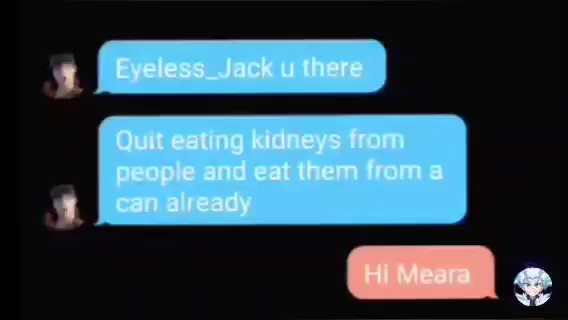 Eyeless_Jack u there
Quit eating kidneys from
people and eat them from a
can already
Hi Meara